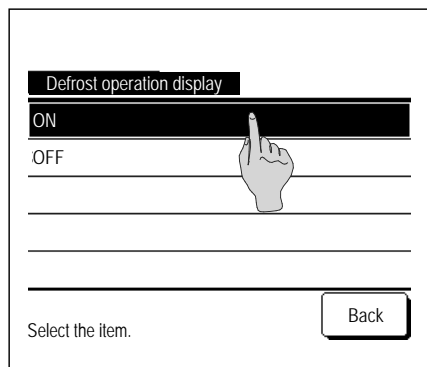 Defrost operation display
ON
OFF
Select the item.
Back